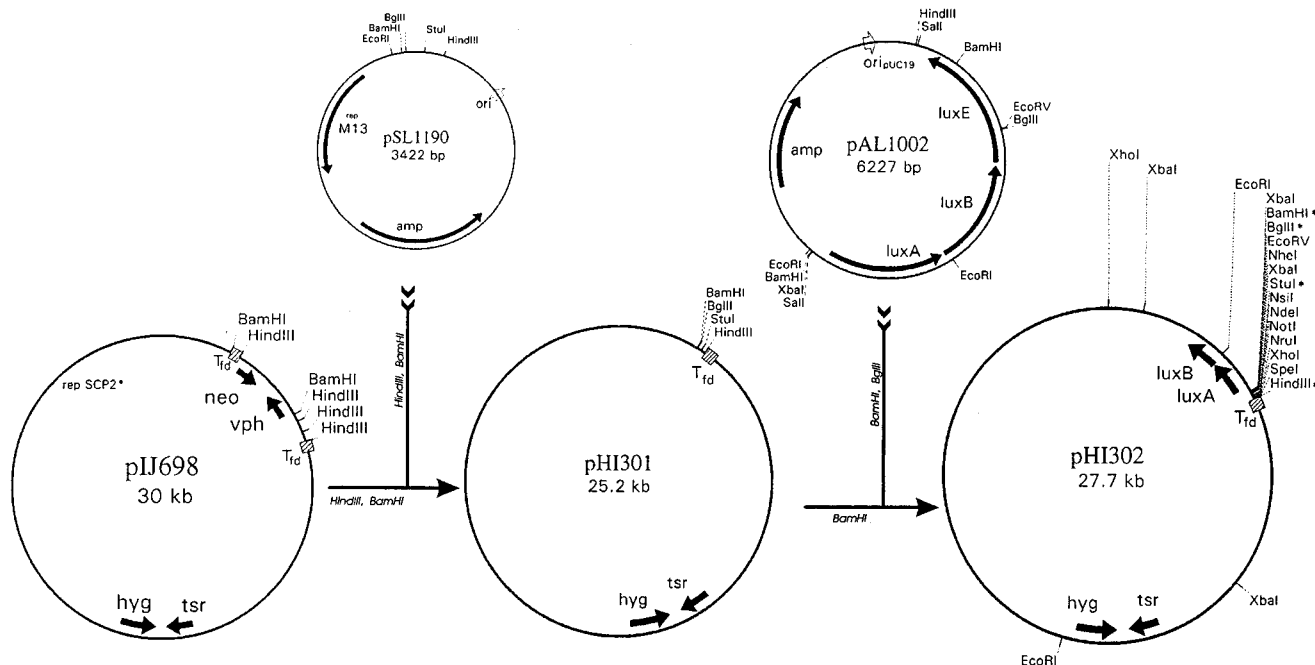 BglII
BamHI
EcoRI
StuI
HindIII
ori
rep
M13
pSL1190
3422 bp
amp
HindIII
SalI
BamHI
ori pUC19
luxE
EcoRV
BglII
amp
pAL1002
6227 bp
luxB
luxA
EcoRI
EcoRI
BamHI
XbaI
SalI
HindIII, BamHI
BamHI, BglII
BamHI
HindIII
Tfd
rep SCP2*
neo
vph
BamHI
HindIII
HindIII
HindIII
Tfd
pIJ698
30 kb
hyg
tsr
HindIII, BamHI
BamHI
BglII
StuI
HindIII
Tfd
pHI301
25.2 kb
hyg
tsr
BamHI
XhoI
XbaI
EcoRI
XbaI
BamHI*
BglII*
EcoRV
NheI
XbaI
StuI*
NsiI
NdeI
NotI
NruI
XhoI
SpeI
HindIII*
Tfd
luxB
luxA
pHI302
27.7 kb
hyg
tsr
XbaI
EcoRI